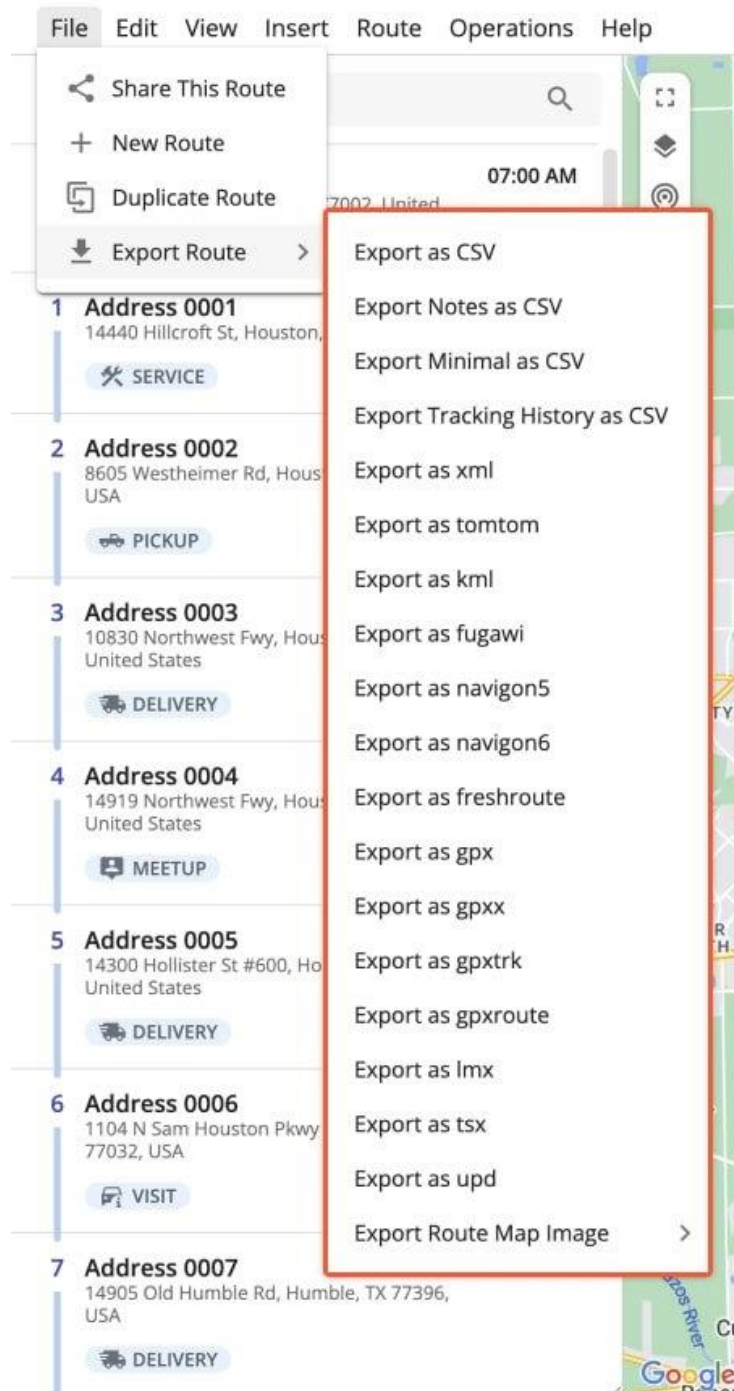 File Edit View Insert Route Operations Help
Share This Route
New Route
Duplicate Route
Export Route
07:00 AM
7002, United
1 Address 0001
14440 Hillcroft St, Houston,
SERVICE
2 Address 0002
8605 Westheimer Rd, Hous
USA
PICKUP
3 Address 0003
10830 Northwest Fwy, Hous
United States
DELIVERY
4 Address 0004
14919 Northwest Fwy, Hous
United States
MEETUP
5 Address 0005
14300 Hollister St #600, Ho
United States
DELIVERY
6 Address 0006
1104 N Sam Houston Pkwy
77032, USA
VISIT
7 Address 0007
14905 Old Humble Rd, Humble, TX 77396,
USA
DELIVERY
Export as CSV
Export Notes as CSV
Export Minimal as CSV
Export Tracking History as CSV
Export as xml
Export as tomtom
Export as kml
Export as fugawi
Export as navigon5
Export as navigon6
Export as freshroute
Export as gpx
Export as gpxx
Export as gpxtrk
Export as gpxroute
Export as lmx
Export as tsx
Export as upd
Export Route Map Image
TY
R
H
zos River
Cu
Google